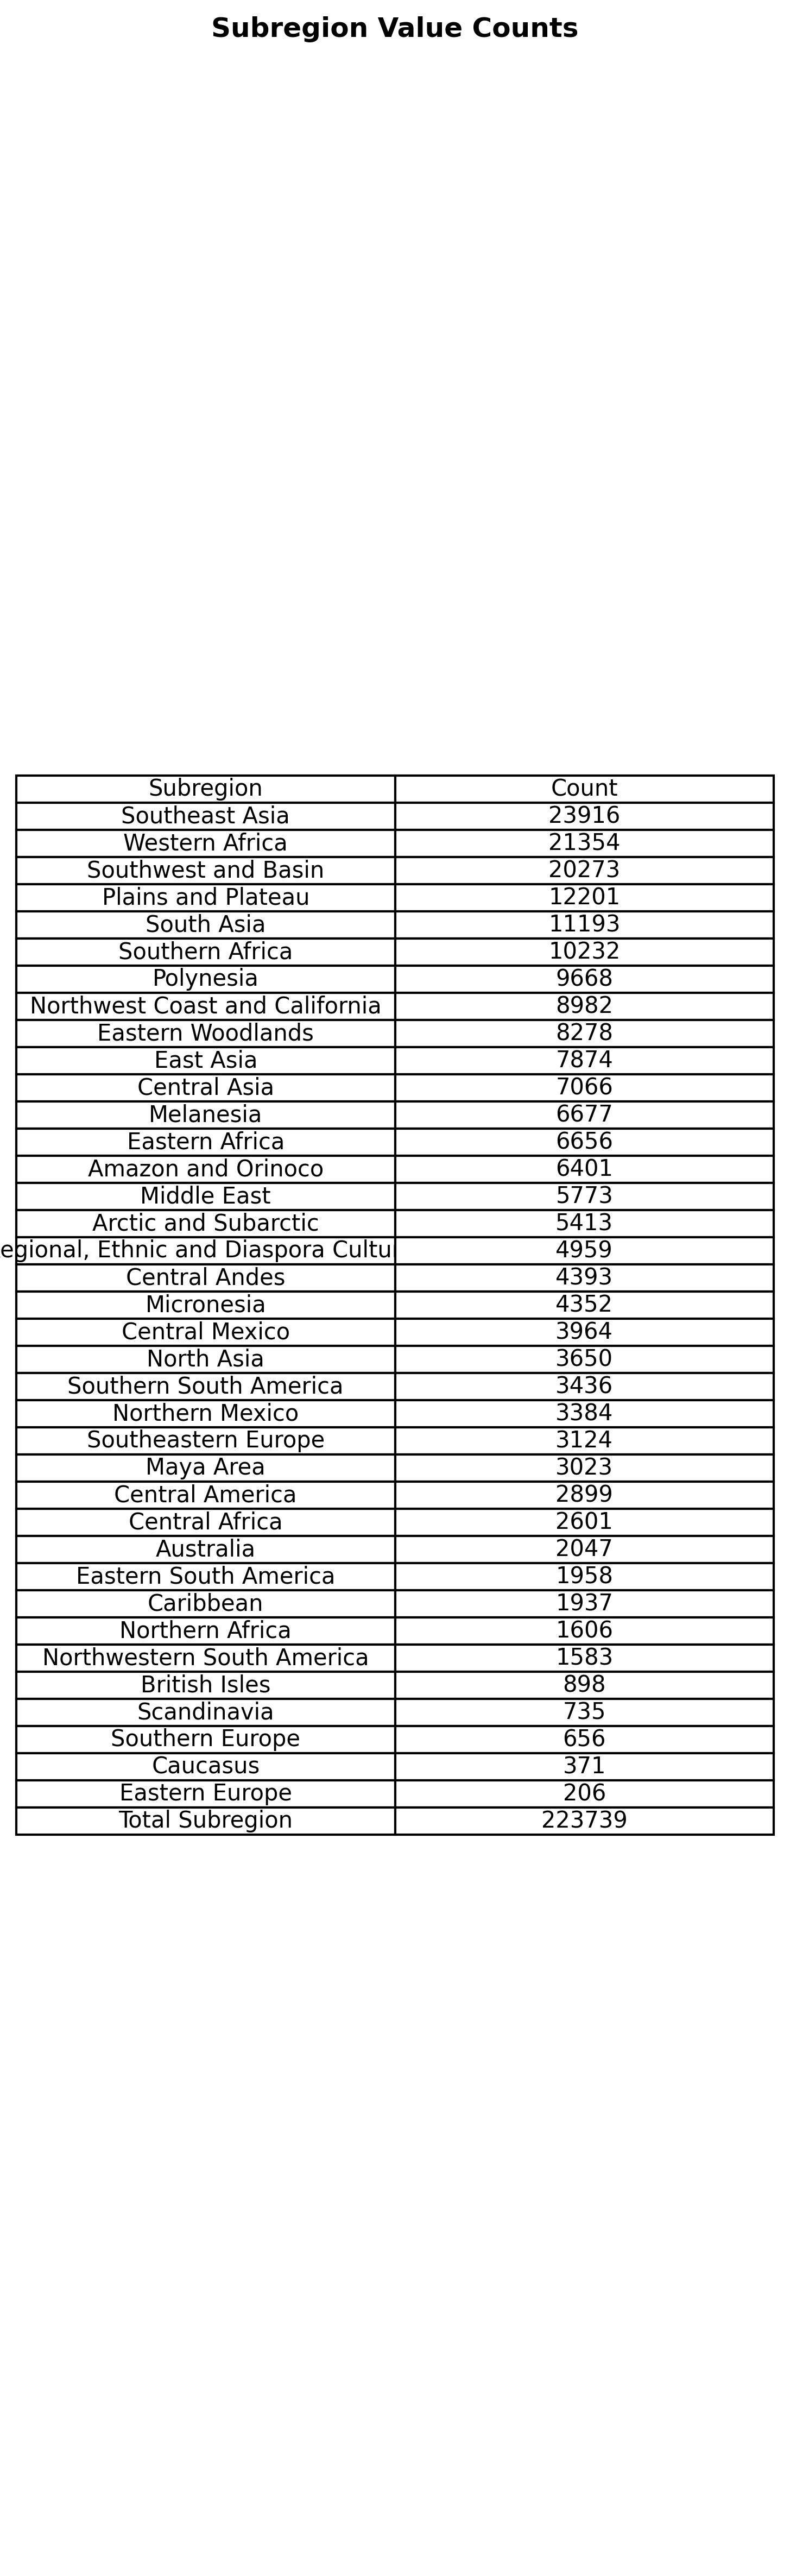 Subregion Value Counts
Subregion Count
Southeast Asia 23916
Western Africa 21354
Southwest and Basin 20273
Plains and Plateau 12201
South Asia 11193
Southern Africa 10232
Polynesia 9668
Northwest Coast and California 8982
Eastern Woodlands 8278
East Asia 7874
Central Asia 7066
Melanesia 6677
Eastern Africa 6656
Amazon and Orinoco 6401
Middle East 5773
Arctic and Subarctic 5413
egional, Ethnic and Diaspora Cultu 4959
Central Andes 4393
Micronesia 4352
Central Mexico 3964
North Asia 3650
Southern South America 3436
Northern Mexico 3384
Southeastern Europe 3124
Maya Area 3023
Central America 2899
Central Africa 2601
Australia 2047
Eastern South America 1958
Caribbean 1937
Northern Africa 1606
Northwestern South America 1583
British Isles 898
Scandinavia 735
Southern Europe 656
Caucasus 371
Eastern Europe 206
Total Subregion 223739